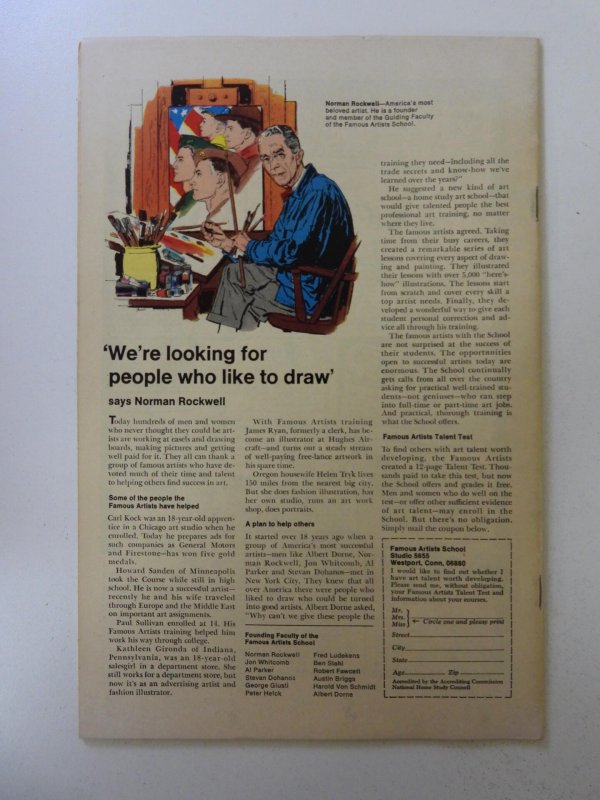 Norman Rockwell—America's most
beloved artist. He is a founder
and member of the Guiding Faculty
of the Famous Artists School.
'We're looking for
people who like to draw'
says Norman Rockwell
Today hundreds of men and women
who never thought they could be art-
ists are working at easels and drawing
boards, making pictures and getting
well paid for it. They all can thank a
group of famous artists who have de-
voted much of their time and talent
to helping others find success in art.
Some of the people the
Famous Artists have helped
Carl Kock was an 18-year-old appren-
tice in a Chicago art studio when he
enrolled. Today he prepares ads for
such companies as General Motors
and Firestone—has won five gold
medals.
Howard Sanden of Minneapolis
took the Course while still in high
school. He is now a successful artist—
recently he and his wife traveled
through Europe and the Middle East
on important art assignments.
Paul Sullivan enrolled at 14. His
Famous Artists training helped him
work his way through college.
Kathleen Gironda of Indiana,
Pennsylvania, was an 18-year-old
salesgirl in a department store. She
still works for a department store, but
now it's as an advertising artist and
fashion illustrator.
With Famous Artists training
James Ryan, formerly a clerk, has be-
come an illustrator at Hughes Air-
craft—and turns out a steady stream
of well-paying free-lance artwork in
his spare time.
Oregon housewife Helen Tryk lives
150 miles from the nearest big city.
But she does fashion illustration, has
her own studio, runs an art work
shop, does portraits.
A plan to help others
It started over 18 years ago when a
group of America's most successful
artists—men like Albert Dorne, Nor-
man Rockwell, Jon Whitcomb, Al
Parker and Stevan Dohanos—met in
New York City. They knew that all
over America there were people who
liked to draw who could be turned
into good artists. Albert Dorne asked,
"Why can't we give these people the
Founding Faculty of the
Famous Artists School
Norman Rockwell
Jon Whitcomb
Al Parker
Stevan Dohanos
George Giusti
Peter Helck
Fred Ludekens
Ben Stahl
Robert Fawcett
Austin Briggs
Harold Von Schmidt
Albert Dorne
training they need—including all the
trade secrets and know-how we've
learned over the years?"
He suggested a new kind of art
school—a home study art school—that
would give talented people the best
professional art training, no matter
where they live.
The famous artists agreed. Taking
time from their busy careers, they
created a remarkable series of art
lessons covering every aspect of draw-
ing and painting. They illustrated
their lessons with over 5,000 "here's-
how" illustrations. The lessons start
from scratch and cover every skill a
top artist needs. Finally, they de-
veloped a wonderful way to give each
student personal correction and ad-
vice all through his training.
The famous artists with the School
are not surprised at the success of
their students. The opportunities
open to successful artists today are
enormous. The School continually
gets calls from all over the country
asking for practical well-trained stu-
dents—not geniuses—who can step
into full-time or part-time art jobs.
And practical, thorough training is
what the School offers.
Famous Artists Talent Test
To find others with art talent worth
developing, the Famous Artists
created a 12-page Talent Test. Thou-
sands paid to take this test, but now
the School offers and grades it free.
Men and women who do well on the
test—or offer other sufficient evidence
of art talent—may enroll in the
School. But there's no obligation.
Simply mail the coupon below.
Famous Artists School
Studio 5655
Westport, Conn. 06880
I would like to find out whether I
have art talent worth developing.
Please send me, without obligation,
your Famous Artists Talent Test and
information about your courses.
Mr.
Mrs. Circle one and please print
Miss
Street
City
State
Age Zip
Accredited by the Accrediting Commission
National Home Study Council